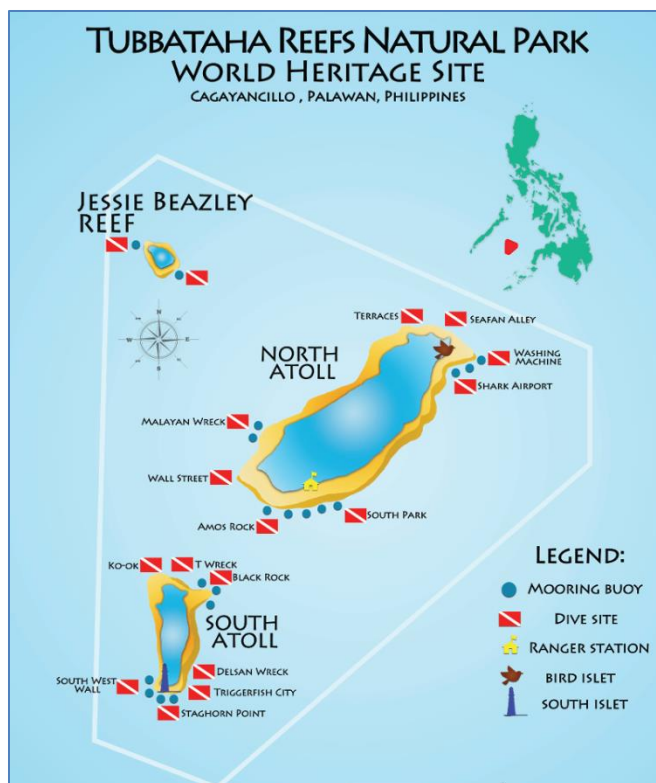 Tubbataha Reefs Natural Park
World Heritage Site
Cagayancillo , Palawan, Philippines
Jessie Beazley
Reef
N
W
E
S
Terraces
Seafan Alley
North
Atoll
Washing
Machine
Shark Airport
Malayan Wreck
Wall Street
Amos Rock
South Park
Ko-ok
T Wreck
Black Rock
South
Atoll
Delsan Wreck
South West
Wall
Triggerfish City
Staghorn Point
Legend:
Mooring buoy
Dive site
Ranger station
bird islet
south islet